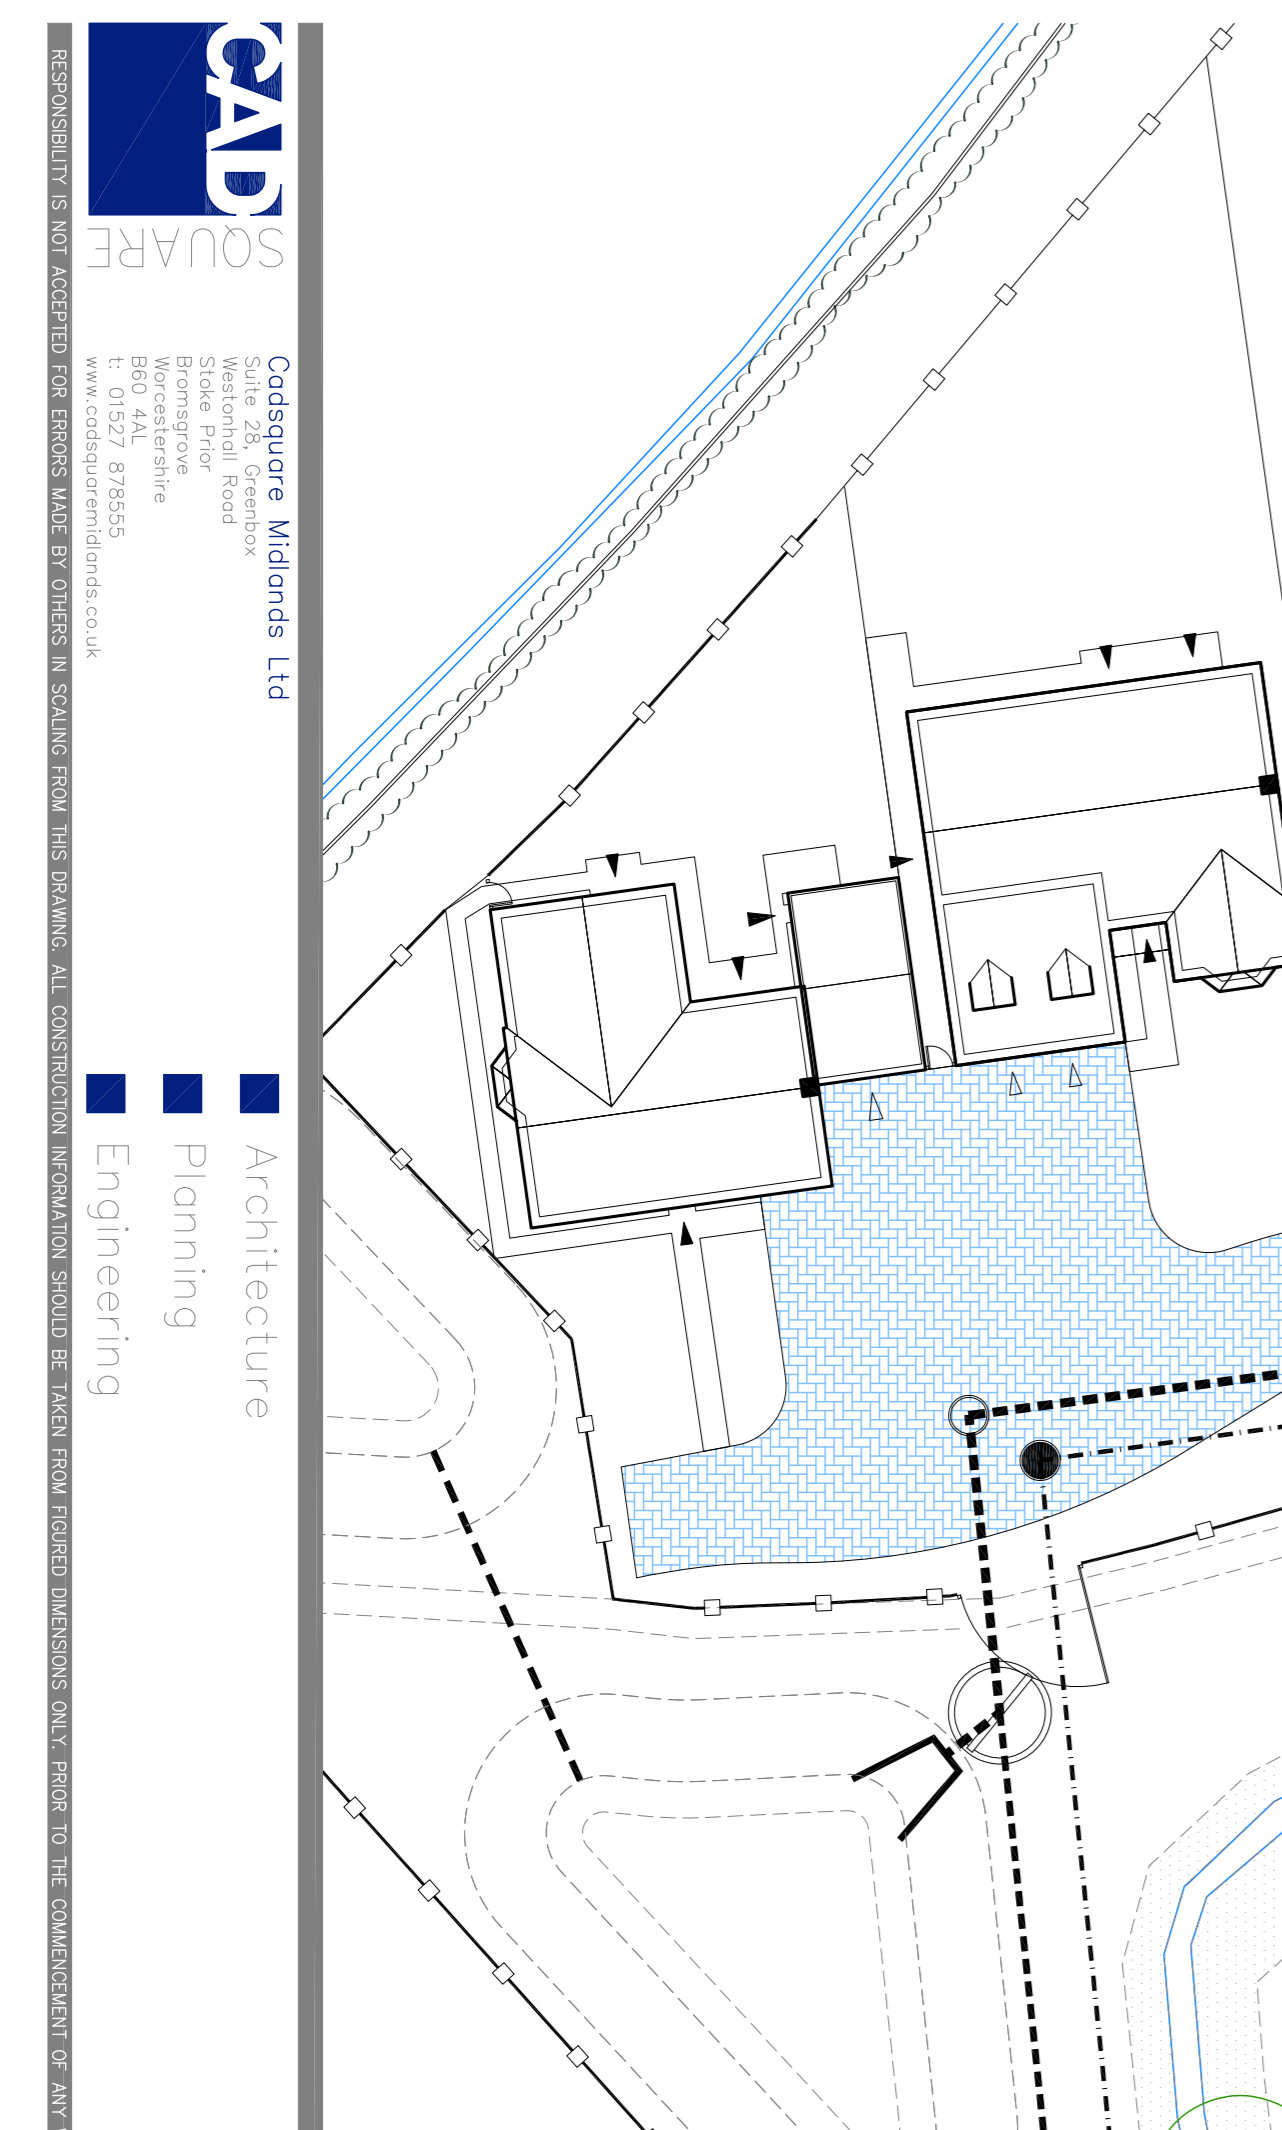 CAD
SQUARE
Cadsquare Midlands Ltd
Suite 28, Greenbox
Westonhall Road
Stoke Prior
Bromsgrove
Worcestershire
B60 4AL
t: 01527 878555
www.cadsquaremidlands.co.uk
Architecture
Planning
Engineering
RESPONSIBILITY IS NOT ACCEPTED FOR ERRORS MADE BY OTHERS IN SCALING FROM THIS DRAWING. ALL CONSTRUCTION INFORMATION SHOULD BE TAKEN FROM FIGURED DIMENSIONS ONLY. PRIOR TO THE COMMENCEMENT OF ANY